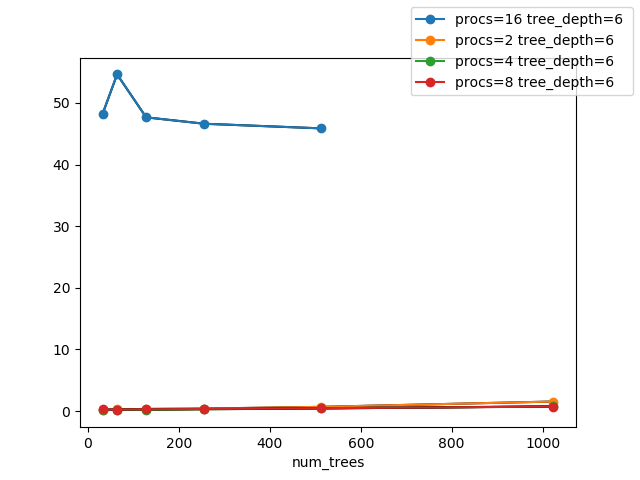 procs=16 tree_depth=6
procs=2 tree_depth=6
procs=4 tree_depth=6
procs=8 tree_depth=6
50
40
30
20
10
0
0 200 400 600 800 1000
num_trees